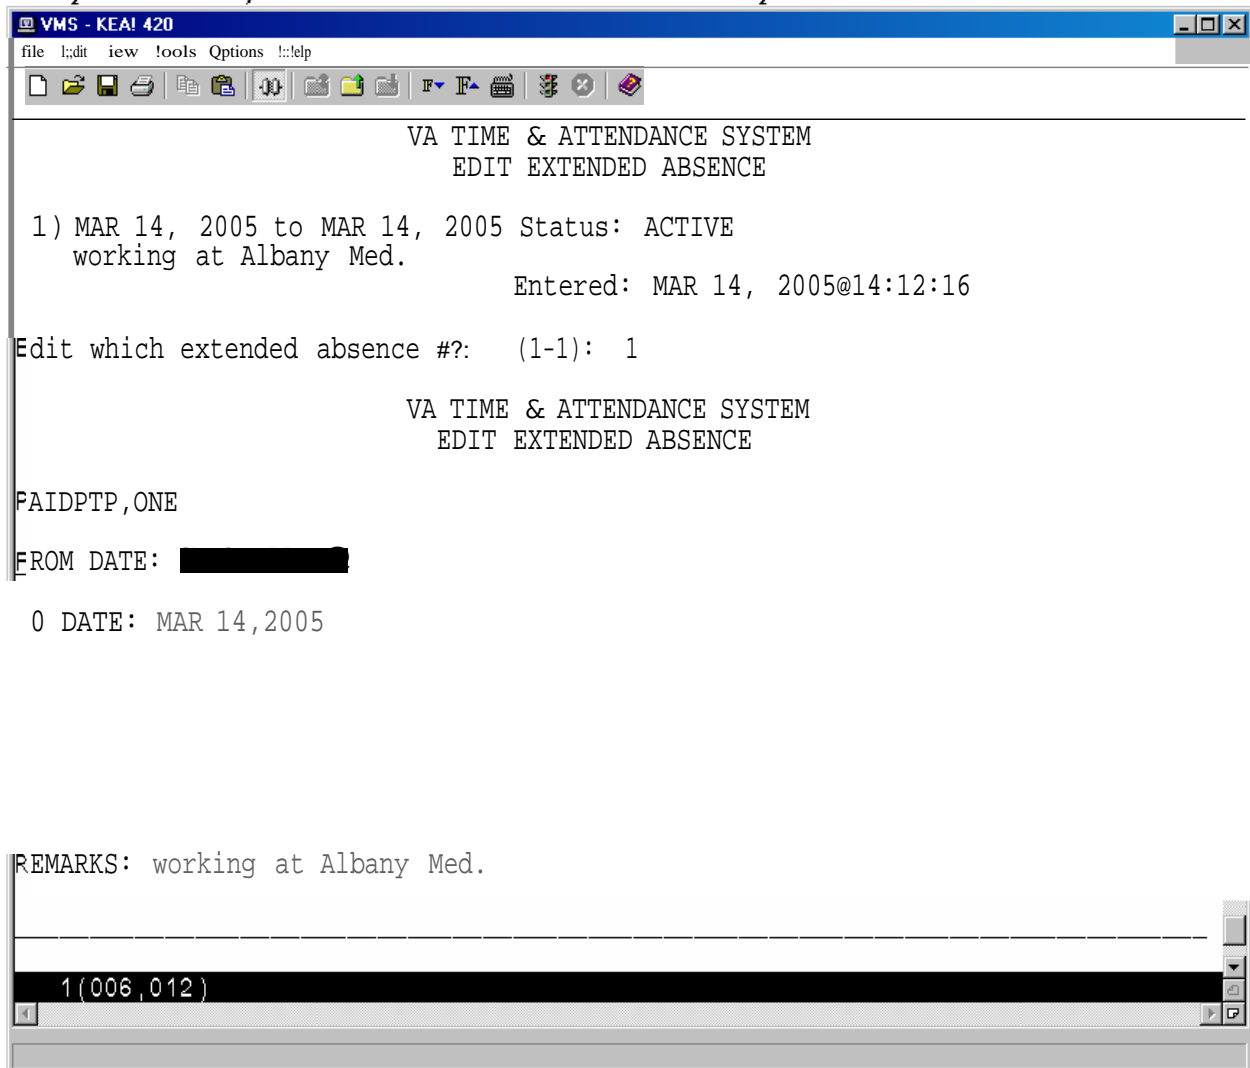 VMS - KEA! 420
file l;;dit iew !ools Qptions !:::!elp
VA TIME & ATTENDANCE SYSTEM
EDIT EXTENDED ABSENCE
1) MAR 14, 2005 to MAR 14, 2005 Status: ACTIVE
working at Albany Med.
Entered: MAR 14, 2005@14:12:16
Edit which extended absence #?: (1-1): 1
VA TIME & ATTENDANCE SYSTEM
EDIT EXTENDED ABSENCE
PAIDPTP,ONE
FROM DATE:
0 DATE: MAR 14,2005
REMARKS: working at Albany Med.
1(006,012)